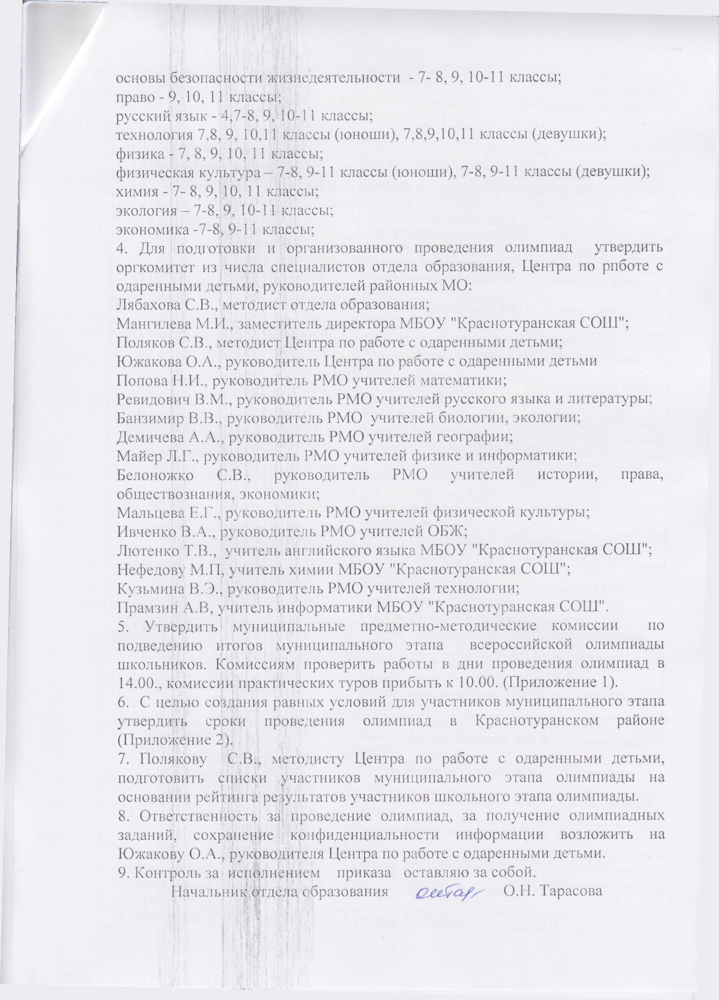 основы безопасности жизнедеятельности - 7- 8, 9, 10-11 классы;
право - 9, 10, 11 классы;
русский язык - 4,7-8, 9, 10-11 классы;
технология 7,8, 9, 10,11 классы (юноши), 7,8,9,10,11 классы (девушки);
физика - 7, 8, 9, 10, 11 классы;
физическая культура – 7-8, 9-11 классы (юноши), 7-8, 9-11 классы (девушки);
химия - 7- 8, 9, 10, 11 классы;
экология – 7-8, 9, 10-11 классы;
экономика -7-8, 9-11 классы;
4. Для подготовки и организованного проведения олимпиад утвердить
оргкомитет из числа специалистов отдела образования, Центра по рпботе с
одаренными детьми, руководителей районных МО:
Лябахова С.В., методист отдела образования;
Мангилева М.И., заместитель директора МБОУ "Краснотуранская СОШ";
Поляков С.В., методист Центра по работе с одаренными детьми;
Южакова О.А., руководитель Центра по работе с одаренными детьми
Попова Н.И., руководитель РМО учителей математики;
Ревидович В.М., руководитель РМО учителей русского языка и литературы;
Банзимир В.В., руководитель РМО учителей биологии, экологии;
Демичева А.А., руководитель РМО учителей географии;
Майер Л.Г., руководитель РМО учителей физике и информатики;
Белоножко С.В., руководитель РМО учителей истории, права,
обществознания, экономики;
Мальцева Е.Г., руководитель РМО учителей физической культуры;
Ивченко В.А., руководитель РМО учителей ОБЖ;
Лютенко Т.В., учитель английского языка МБОУ "Краснотуранская СОШ";
Нефедову М.П, учитель химии МБОУ "Краснотуранская СОШ";
Кузьмина В.Э., руководитель РМО учителей технологии;
Прамзин А.В, учитель информатики МБОУ "Краснотуранская СОШ".
5. Утвердить муниципальные предметно-методические комиссии по
подведению итогов муниципального этапа всероссийской олимпиады
школьников. Комиссиям проверить работы в дни проведения олимпиад в
14.00., комиссии практических туров прибыть к 10.00. (Приложение 1).
6. С целью создания равных условий для участников муниципального этапа
утвердить сроки проведения олимпиад в Краснотуранском районе
(Приложение 2).
7. Полякову С.В., методисту Центра по работе с одаренными детьми,
подготовить списки участников муниципального этапа олимпиады на
основании рейтинга результатов участников школьного этапа олимпиады.
8. Ответственность за проведение олимпиад, за получение олимпиадных
заданий, сохранение конфиденциальности информации возложить на
Южакову О.А., руководителя Центра по работе с одаренными детьми.
9. Контроль за исполнением приказа оставляю за собой.
Начальник отдела образования О.Н. Тарасова